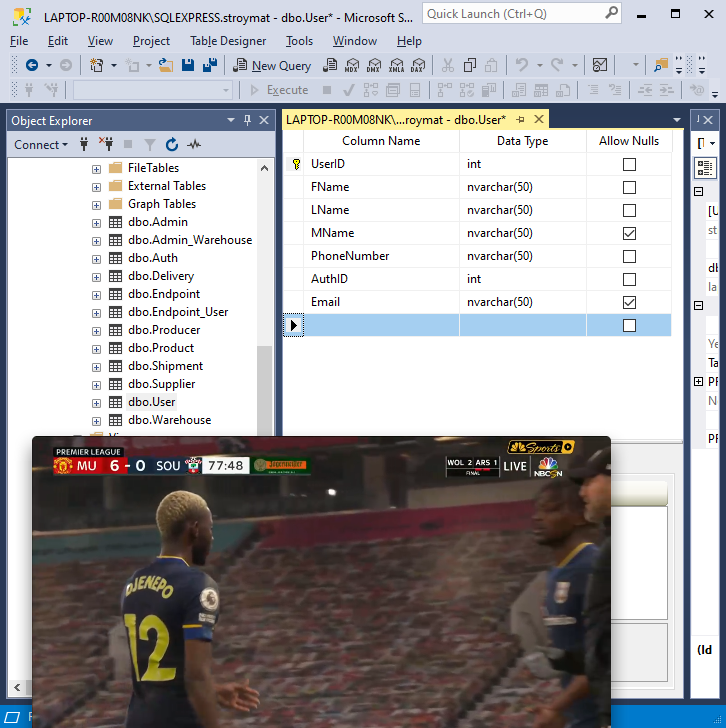 LAPTOP-R00M08NK\SQLEXPRESS.stroymat - dbo.User* - Microsoft S...
Quick Launch (Ctrl+Q)
File Edit View Project Table Designer Tools Window Help
New Query
MDX DMX XMLA DAX
Execute
Object Explorer
Connect
FileTables
External Tables
Graph Tables
dbo.Admin
dbo.Admin_Warehouse
dbo.Auth
dbo.Delivery
dbo.Endpoint
dbo.Endpoint_User
dbo.Producer
dbo.Product
dbo.Shipment
dbo.Supplier
dbo.User
dbo.Warehouse
LAPTOP-R00M08NK\...roymat - dbo.User*
Column Name Data Type Allow Nulls
UserID int
FName nvarchar(50)
LName nvarchar(50)
MName nvarchar(50)
PhoneNumber nvarchar(50)
AuthID int
Email nvarchar(50)
(Id
PREMIER LEAGUE
MU 6 - 0 SOU 77:48
Sports
WOL 2 ARS 1
FINAL
LIVE
NBCSN
DJENEPO
12